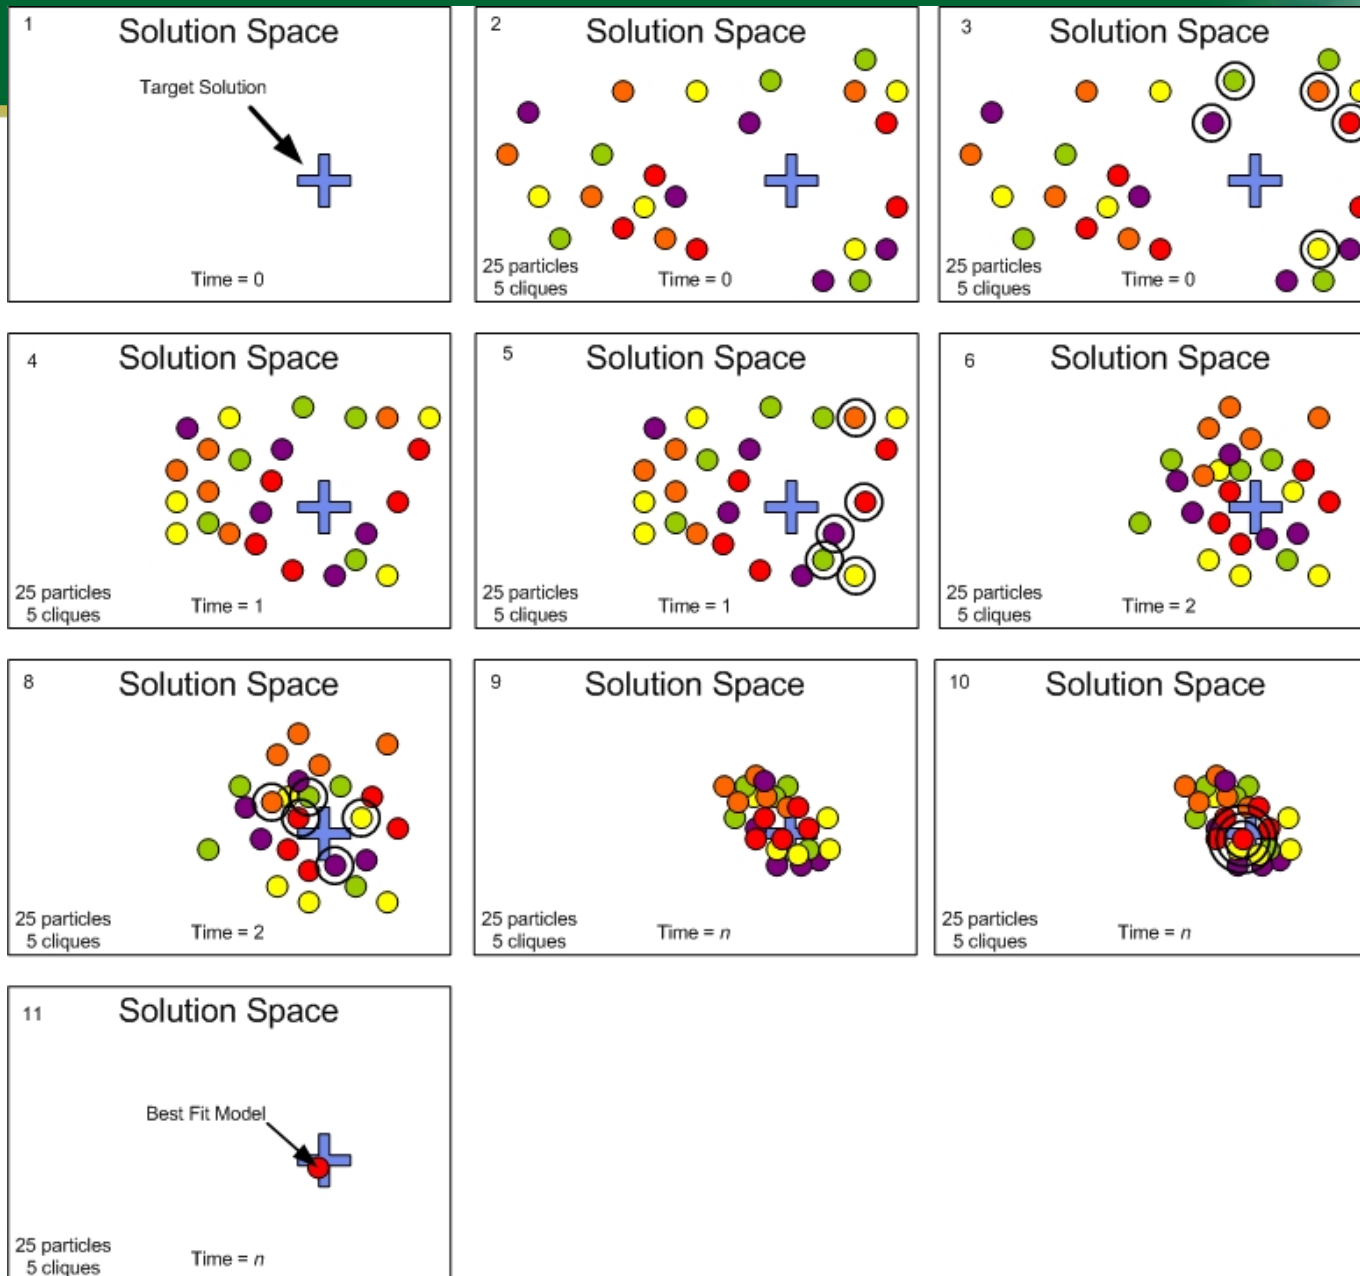 1
Solution Space
Target Solution
Time = 0
2
Solution Space
25 particles
5 cliques
Time = 0
3
Solution Space
25 particles
5 cliques
Time = 0
4
Solution Space
25 particles
5 cliques
Time = 1
5
Solution Space
25 particles
5 cliques
Time = 1
6
Solution Space
25 particles
5 cliques
Time = 2
8
Solution Space
25 particles
5 cliques
Time = 2
9
Solution Space
25 particles
5 cliques
Time = n
10
Solution Space
25 particles
5 cliques
Time = n
11
Solution Space
Best Fit Model
25 particles
5 cliques
Time = n